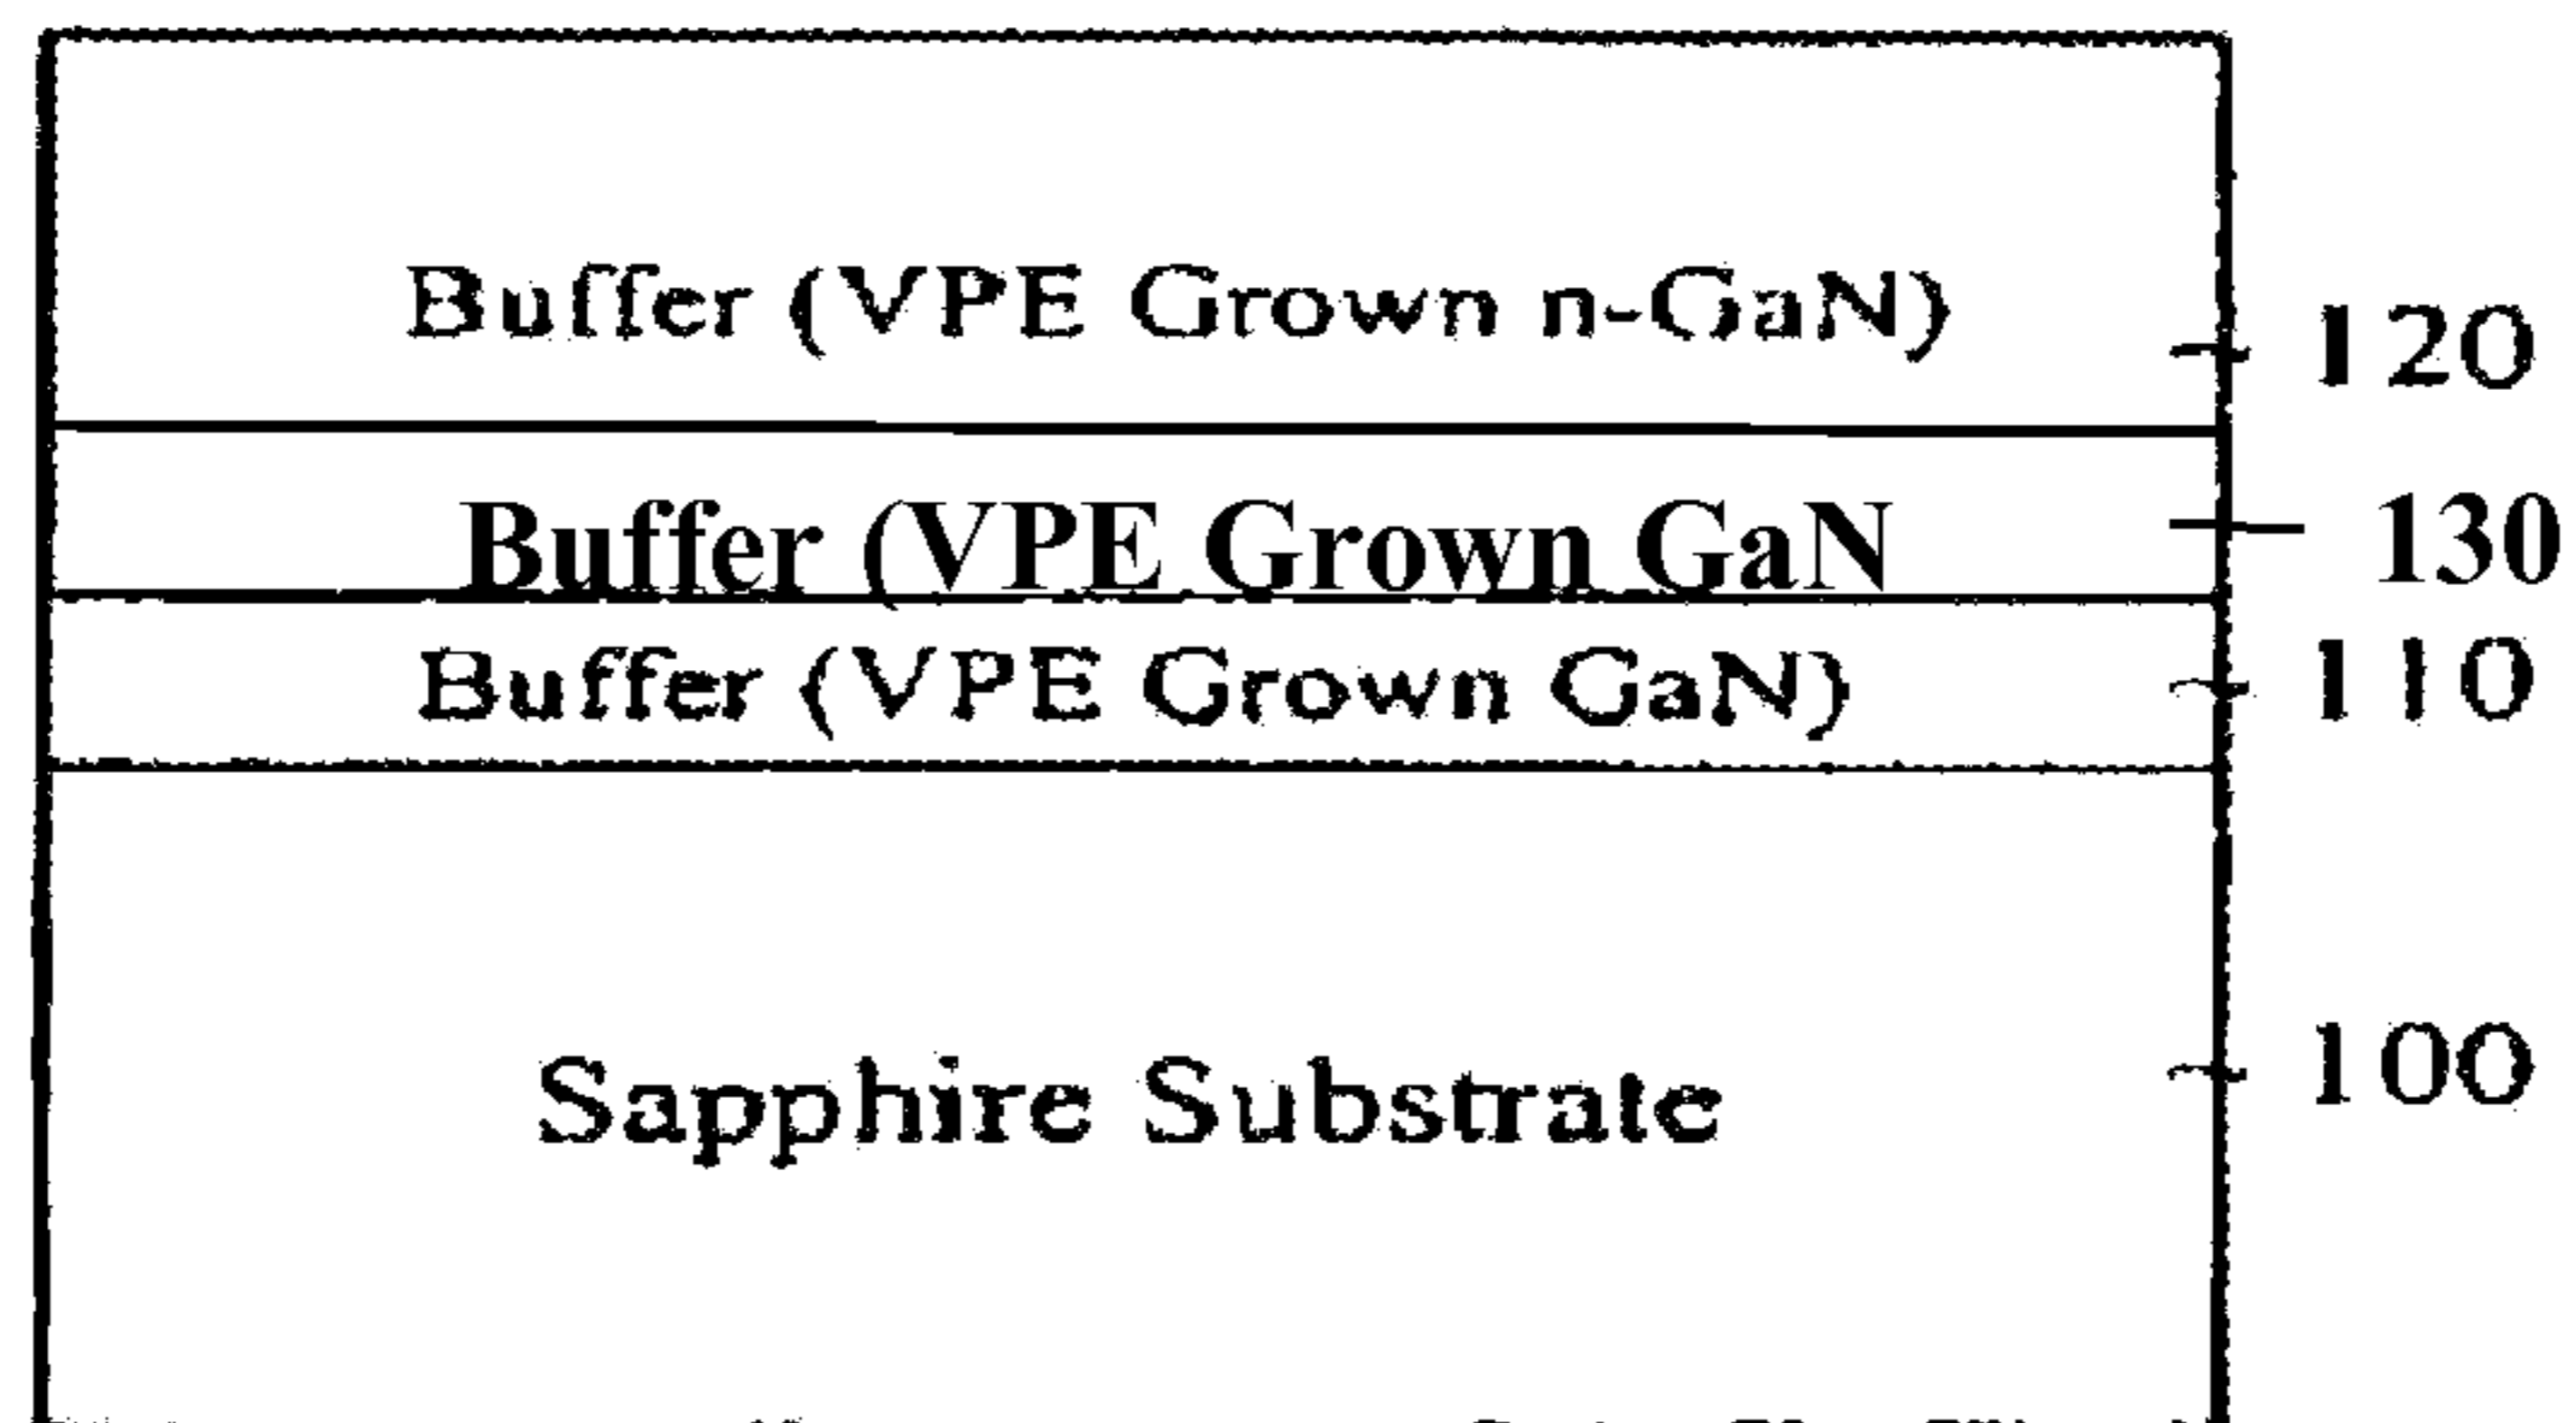 Buffer (VPE Grown n-GaN)
120
Buffer (VPE Grown GaN
130
Buffer (VPE Grown GaN)
110
Sapphire Substrate
100